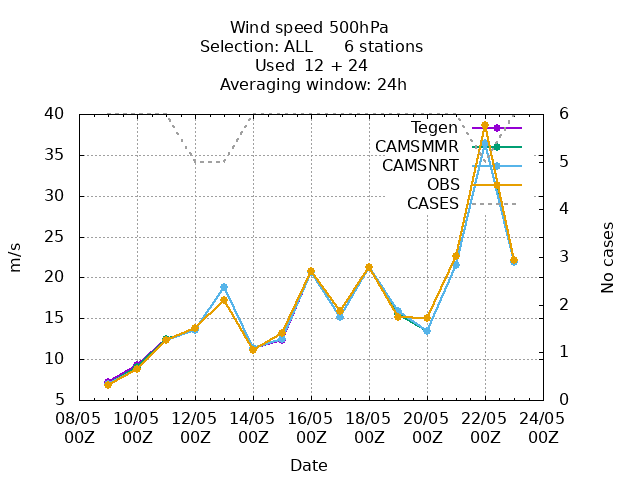 Wind speed 500hPa
Selection: ALL 6 stations
Used 12 + 24
Averaging window: 24h
40
35
30
25
20
15
10
5
m/s
6
5
4
3
2
1
0
No cases
Tegen
CAMSMMR
CAMSNRT
OBS
CASES
08/05 10/05 12/05 14/05 16/05 18/05 20/05 22/05 24/05
00Z 00Z 00Z 00Z 00Z 00Z 00Z 00Z 00Z
Date